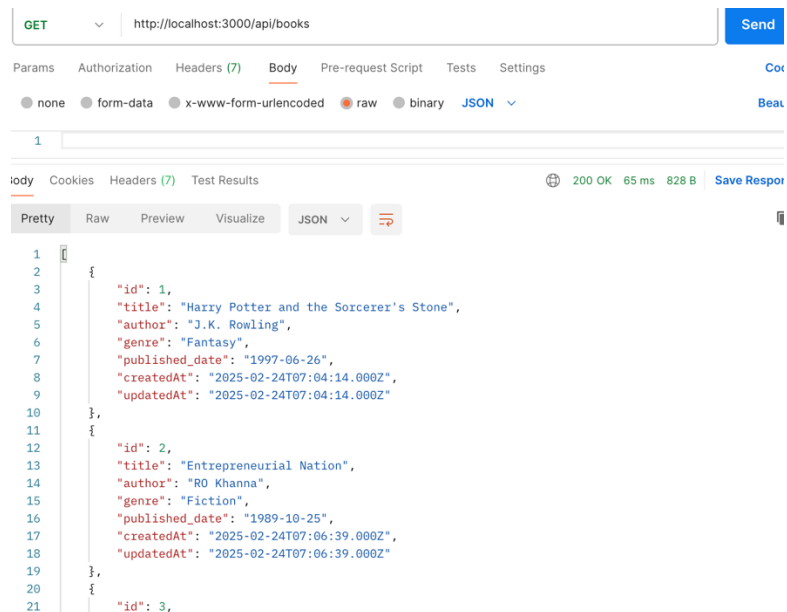 GET http://localhost:3000/api/books Send
Params Authorization Headers (7) Body Pre-request Script Tests Settings Coo
none form-data x-www-form-urlencoded raw binary JSON Beau
1
Body Cookies Headers (7) Test Results 200 OK 65 ms 828 B Save Respor
Pretty Raw Preview Visualize JSON
1 [
2 {
3 "id": 1,
4 "title": "Harry Potter and the Sorcerer's Stone",
5 "author": "J.K. Rowling",
6 "genre": "Fantasy",
7 "published_date": "1997-06-26",
8 "createdAt": "2025-02-24T07:04:14.000Z",
9 "updatedAt": "2025-02-24T07:04:14.000Z"
10 },
11 {
12 "id": 2,
13 "title": "Entrepreneurial Nation",
14 "author": "RO Khanna",
15 "genre": "Fiction",
16 "published_date": "1989-10-25",
17 "createdAt": "2025-02-24T07:06:39.000Z",
18 "updatedAt": "2025-02-24T07:06:39.000Z"
19 },
20 {
21 "id": 3,